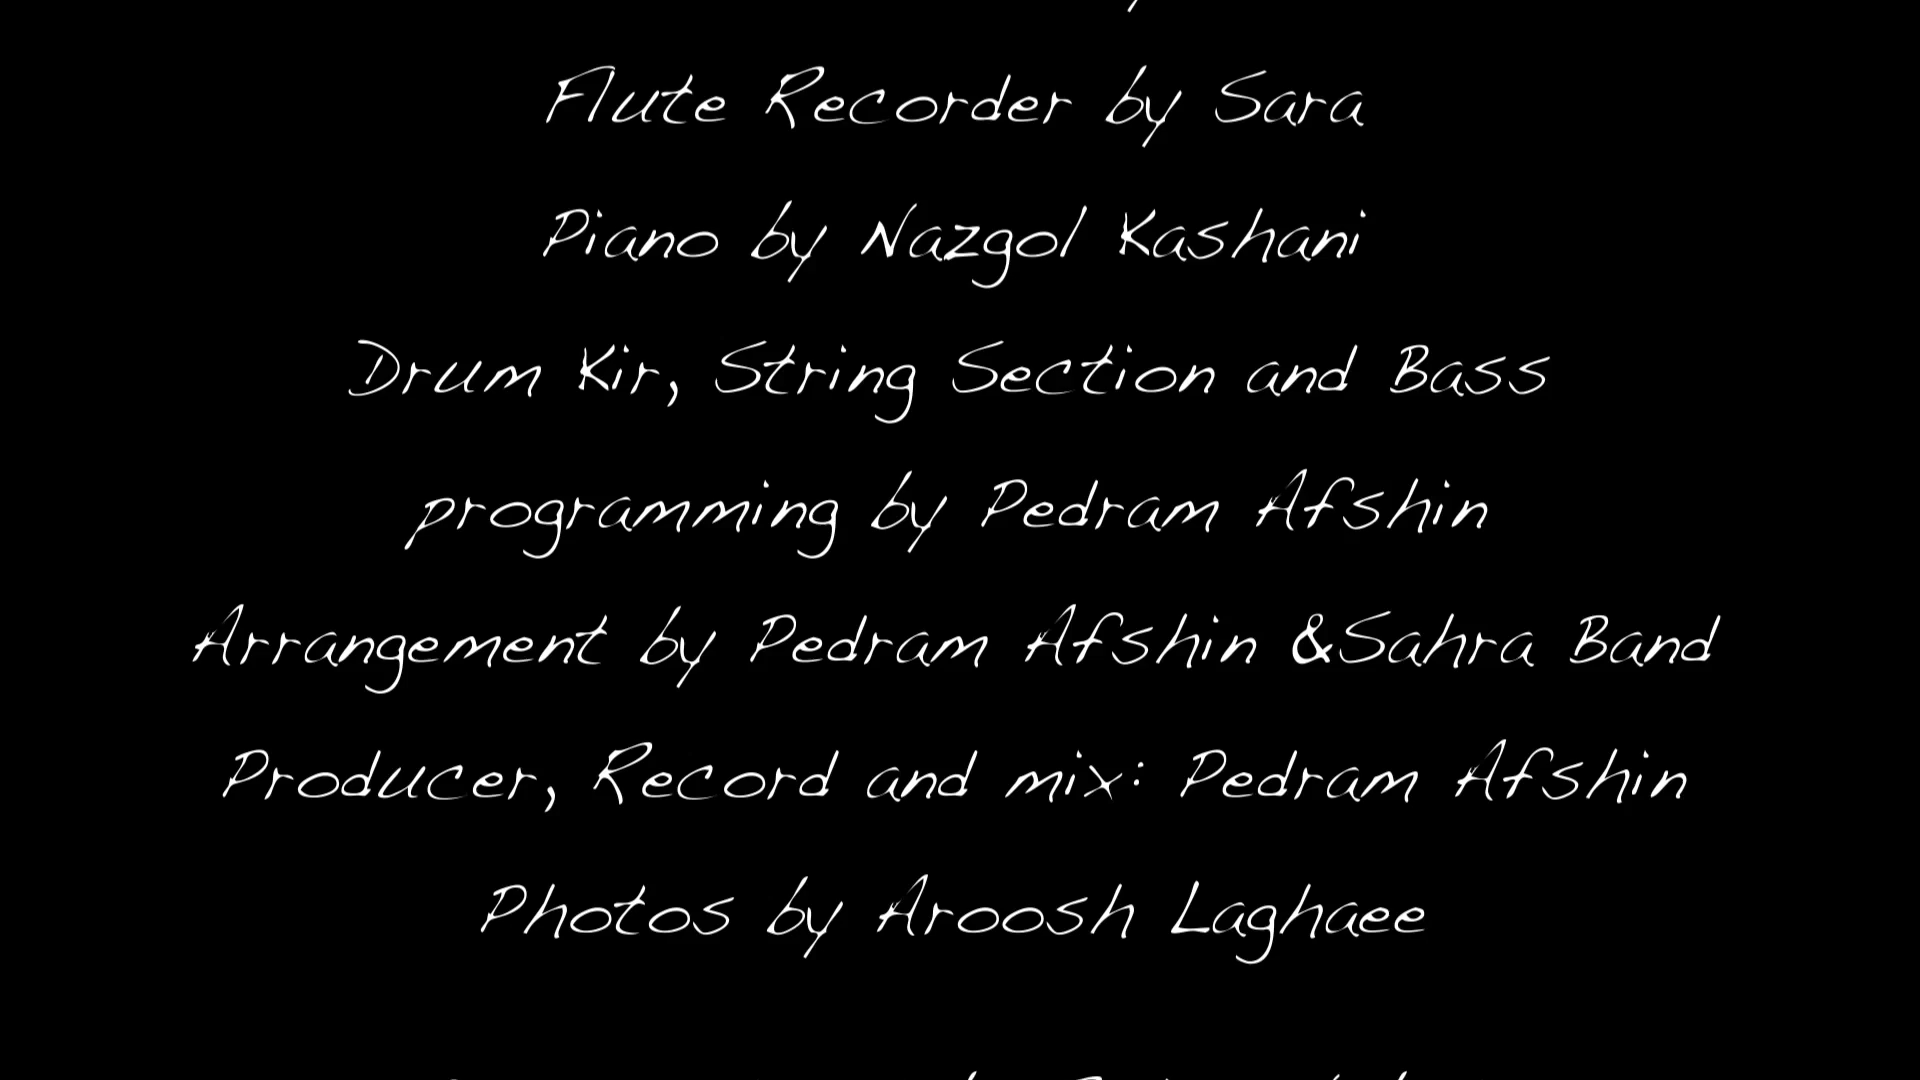 Flute Recorder by Sara
Piano by Nazgol Kashani
Drum Kir, String Section and Bass
programming by Pedram Afshin
Arrangement by Pedram Afshin &Sahra Band
Producer, Record and mix: Pedram Afshin
Photos by Aroosh Laghaee